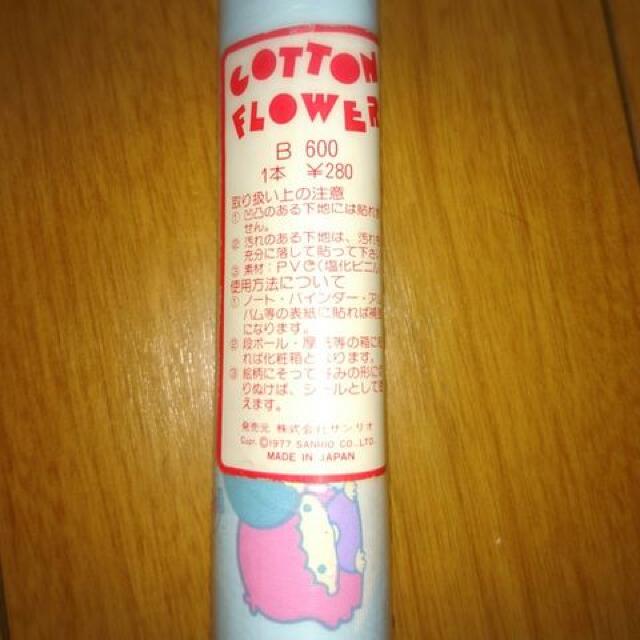 COTTON
FLOWER
B 600
1本 ¥280
取り扱い上の注意
① 凹凸のある下地には貼れま
せん。
② 汚れのある下地は、汚れを
充分に落して貼って下さい
③ 素材：PVC(塩化ビニル
使用方法について
① ノート・バインダー・アル
バム等の表紙に貼れば補強
になります。
② 段ボール・厚 等の箱に貼
れば化粧箱と ります。
③ 絵柄にそって みの形に
りぬけば、シールとして
えます。
発売元 株式会社サンリオ
Copr. ©1977 SANRIO CO., LTD.
MADE IN JAPAN